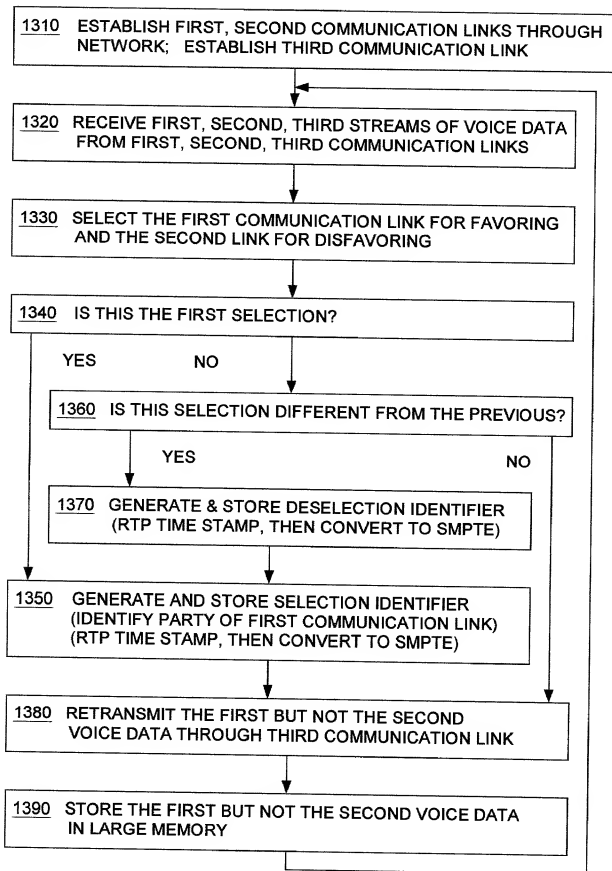 1310 ESTABLISH FIRST, SECOND COMMUNICATION LINKS THROUGH
NETWORK; ESTABLISH THIRD COMMUNICATION LINK
1320 RECEIVE FIRST, SECOND, THIRD STREAMS OF VOICE DATA
FROM FIRST, SECOND, THIRD COMMUNICATION LINKS
1330 SELECT THE FIRST COMMUNICATION LINK FOR FAVORING
AND THE SECOND LINK FOR DISFAVORING
1340 IS THIS THE FIRST SELECTION?
YES NO
1360 IS THIS SELECTION DIFFERENT FROM THE PREVIOUS?
YES NO
1370 GENERATE & STORE DESELECTION IDENTIFIER
(RTP TIME STAMP, THEN CONVERT TO SMPTE)
1350 GENERATE AND STORE SELECTION IDENTIFIER
(IDENTIFY PARTY OF FIRST COMMUNICATION LINK)
(RTP TIME STAMP, THEN CONVERT TO SMPTE)
1380 RETRANSMIT THE FIRST BUT NOT THE SECOND
VOICE DATA THROUGH THIRD COMMUNICATION LINK
1390 STORE THE FIRST BUT NOT THE SECOND VOICE DATA
IN LARGE MEMORY